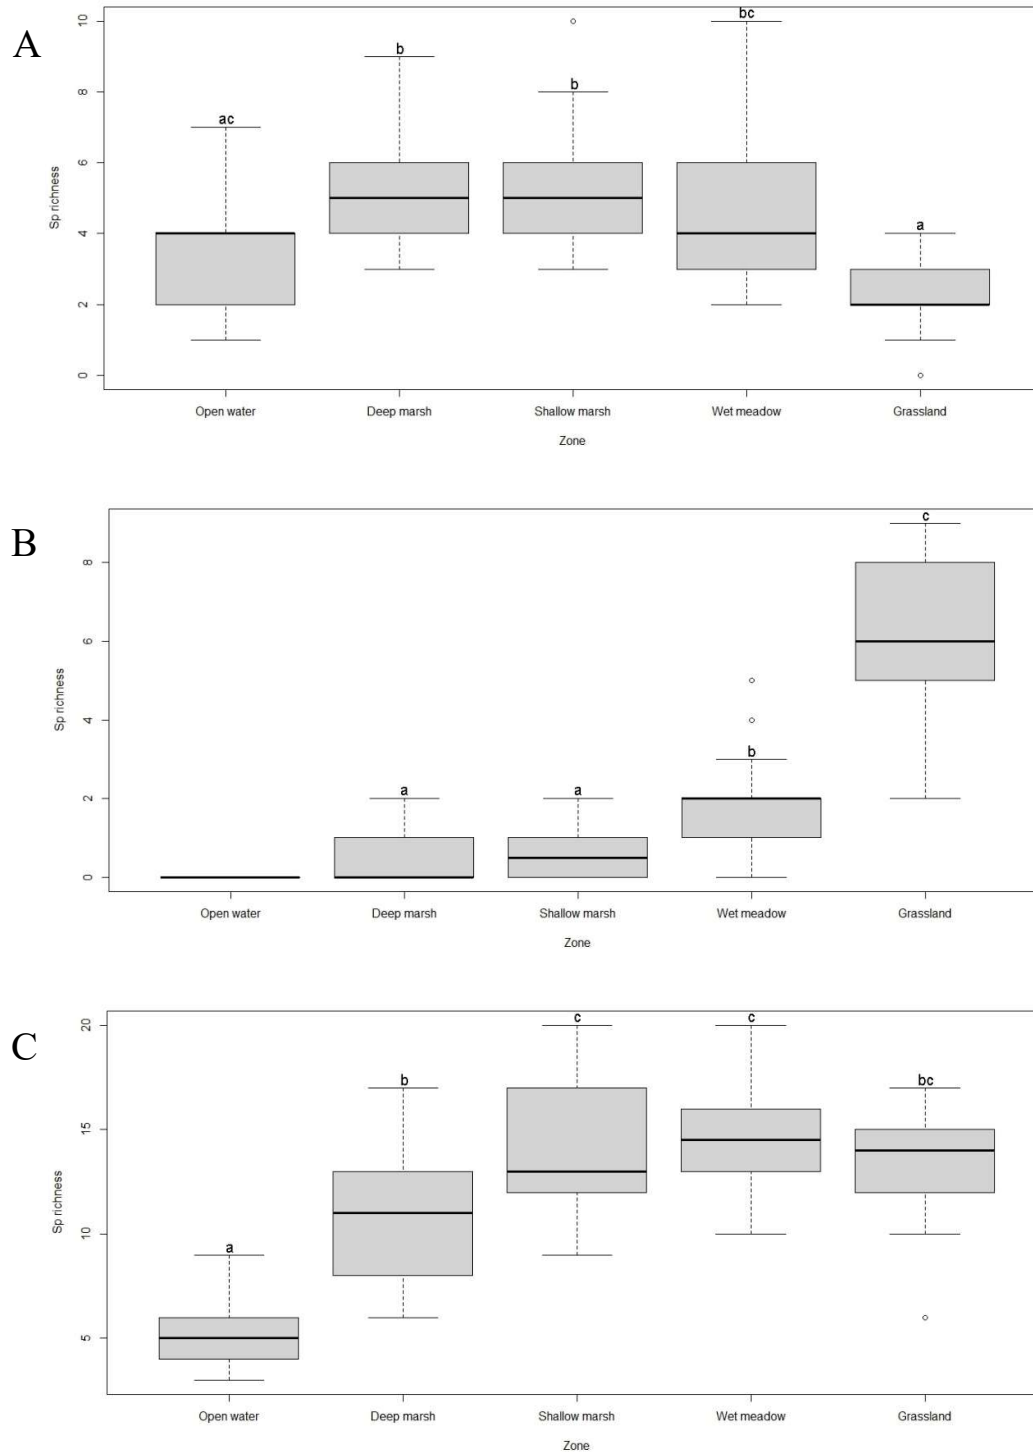 A
Sp richness
10
8
6
4
2
0
ac
b
b
bc
a
Open water
Deep marsh
Shallow marsh
Wet meadow
Grassland
Zone
B
Sp richness
8
6
4
2
0
a
a
b
c
Open water
Deep marsh
Shallow marsh
Wet meadow
Grassland
Zone
C
Sp richness
20
15
10
5
a
b
c
c
bc
Open water
Deep marsh
Shallow marsh
Wet meadow
Grassland
Zone